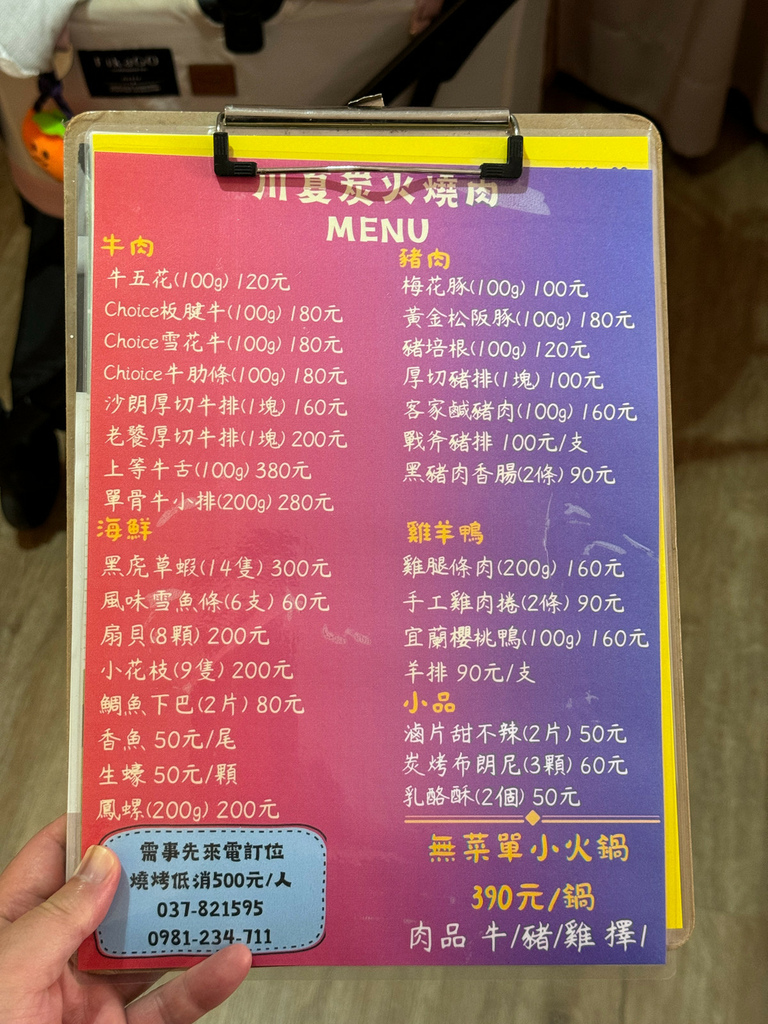 川夏炭火燒肉
MENU
牛肉
牛五花(100g) 120元
Choice板腱牛(100g) 180元
Choice雪花牛(100g) 180元
Chioice牛肋條(100g) 180元
沙朗厚切牛排(1塊) 160元
老饕厚切牛排(1塊) 200元
上等牛舌(100g) 380元
單骨牛小排(200g) 280元
海鮮
黑虎草蝦(14隻) 300元
風味雪魚條(6支) 60元
扇貝(8顆) 200元
小花枝(9隻) 200元
鯛魚下巴(2片) 80元
香魚 50元/尾
生蠔 50元/顆
鳳螺(200g) 200元
需事先來電訂位
燒烤低消500元/人
037-821595
0981-234-711
豬肉
梅花豚(100g) 100元
黃金松阪豚(100g) 180元
豬培根(100g) 120元
厚切豬排(1塊) 100元
客家鹹豬肉(100g) 160元
戰斧豬排 100元/支
黑豬肉香腸(2條) 90元
雞羊鴨
雞腿條肉(200g) 160元
手工雞肉捲(2條) 90元
宜蘭櫻桃鴨(100g) 160元
羊排 90元/支
小品
滷片甜不辣(2片) 50元
炭烤布朗尼(3顆) 60元
乳酪酥(2個) 50元
無菜單小火鍋
390元/鍋
肉品 牛/豬/雞 擇1